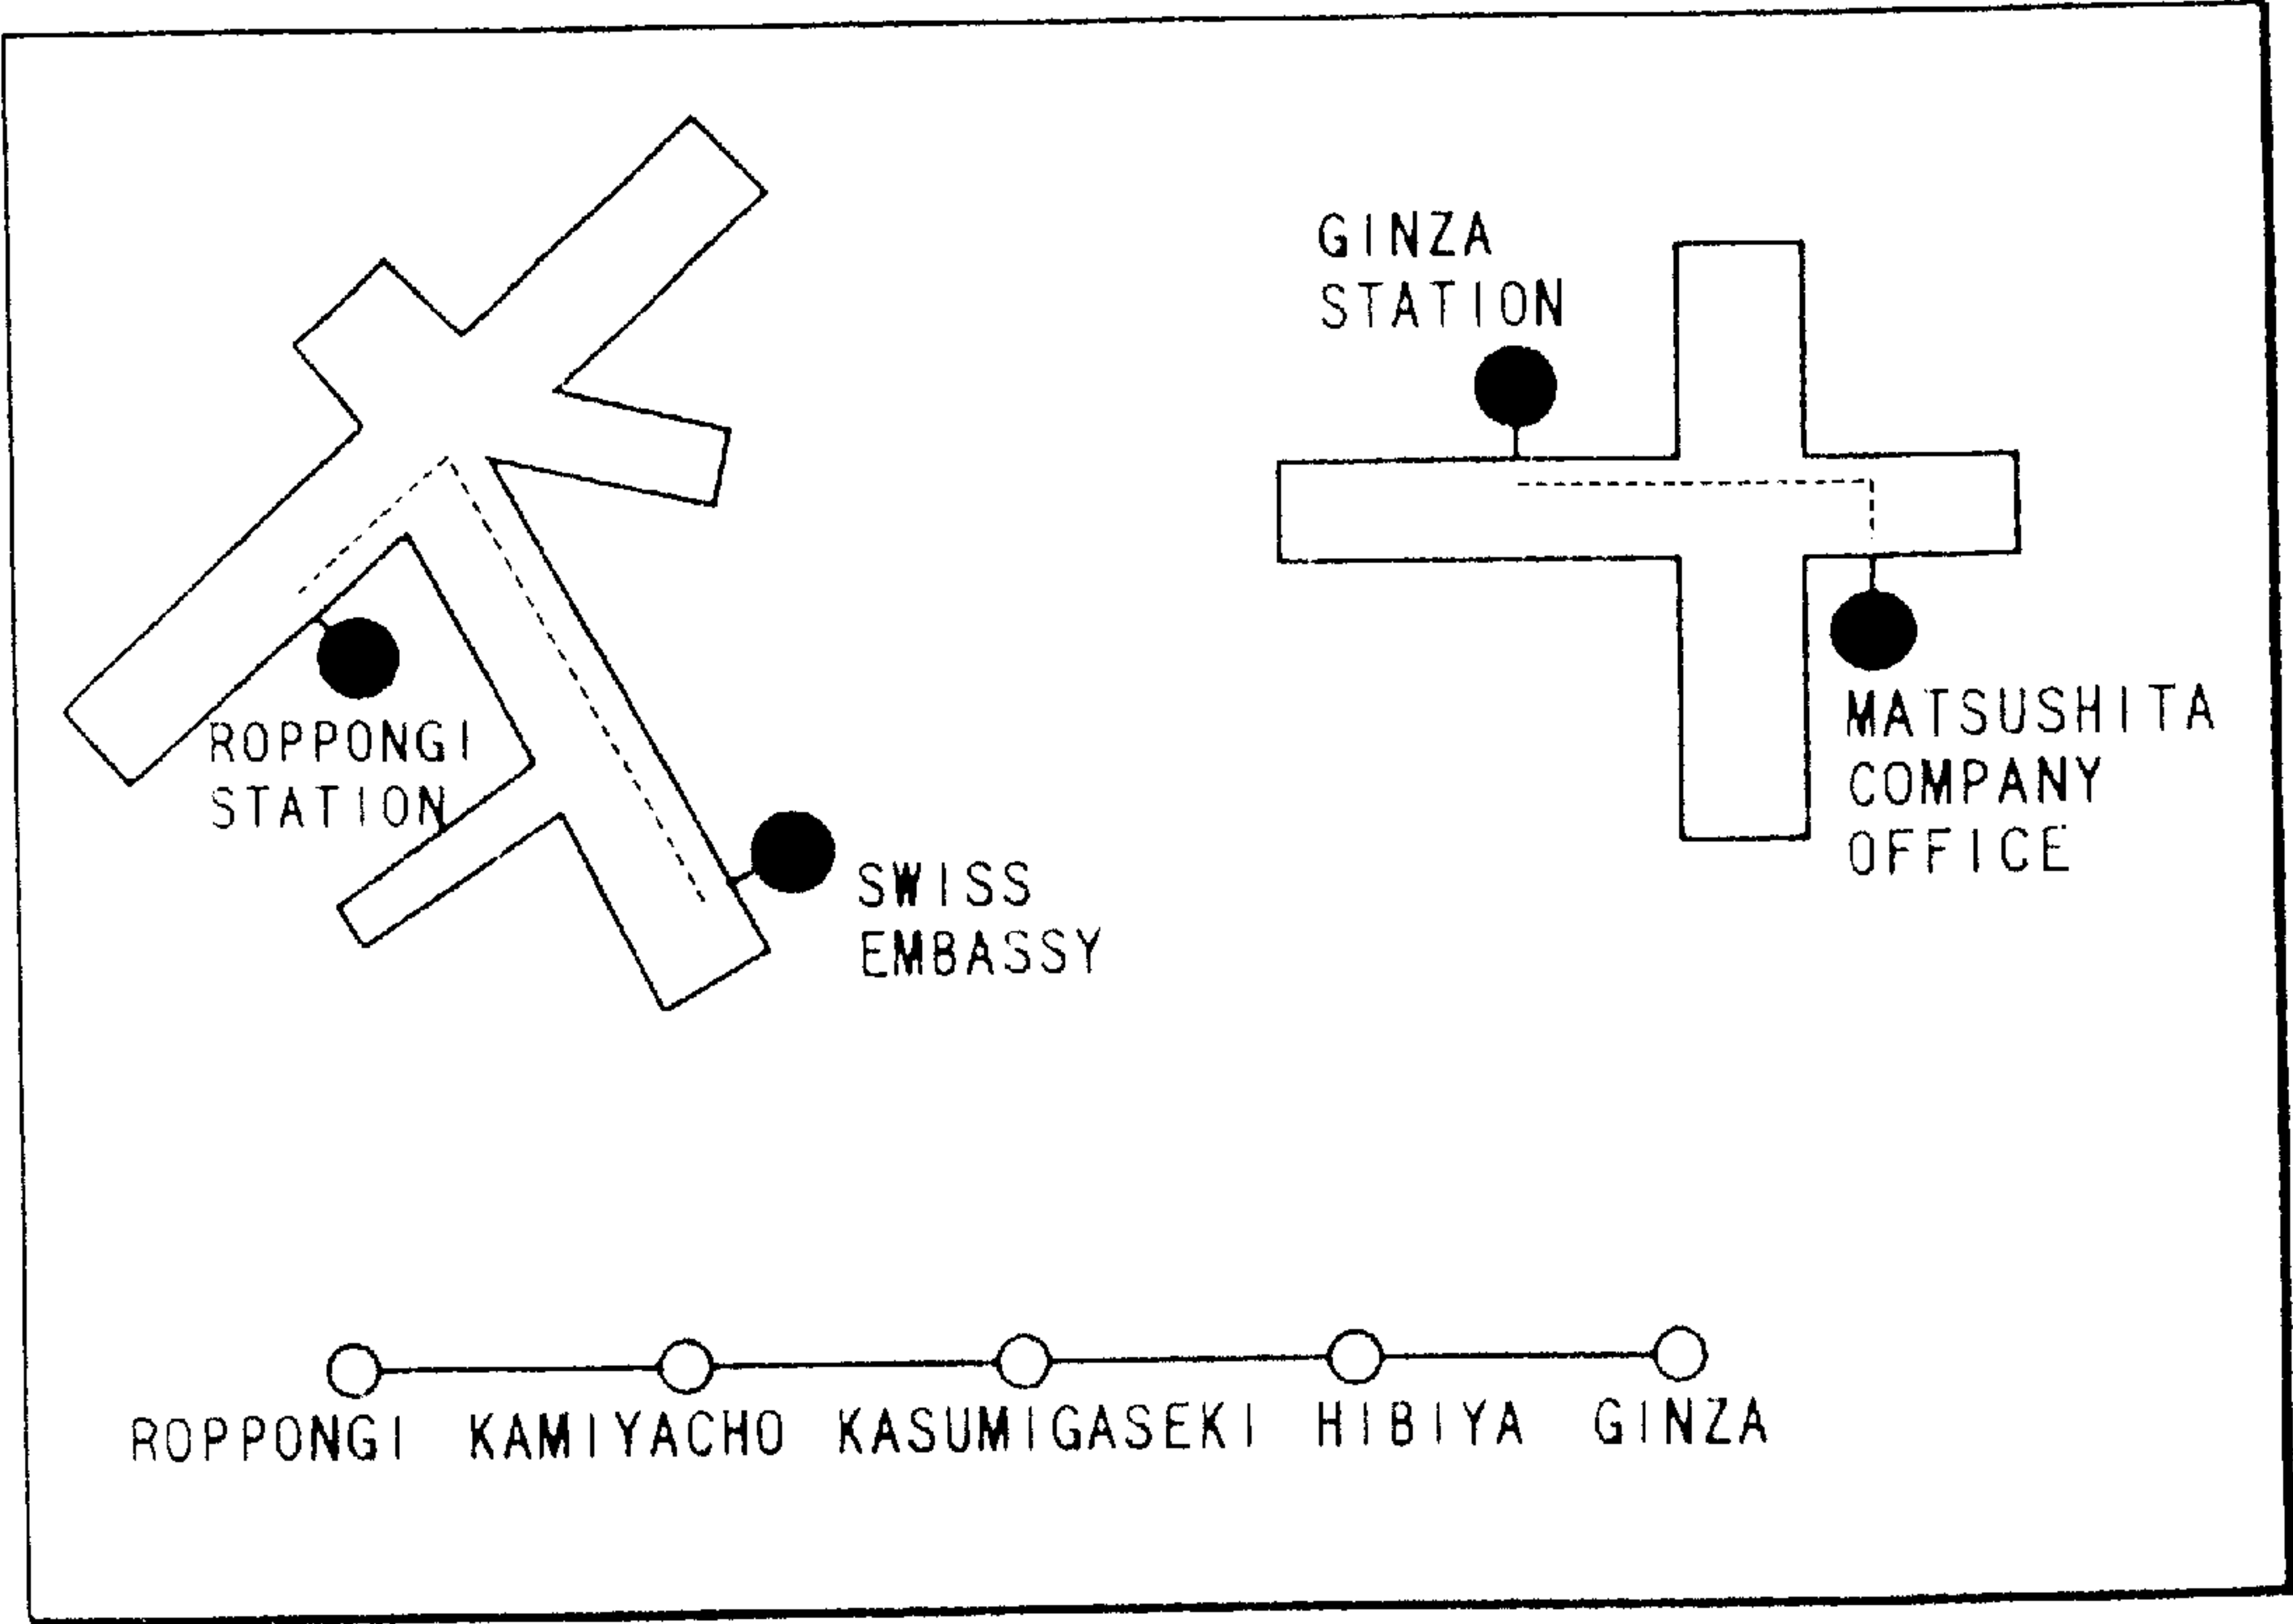 GINZA
STATION
ROPPONGI
STATION
MATSUSHITA
COMPANY
OFFICE
SWISS
EMBASSY
ROPPONGI KAMIYACHO KASUMIGASEKI HIBIYA GINZA